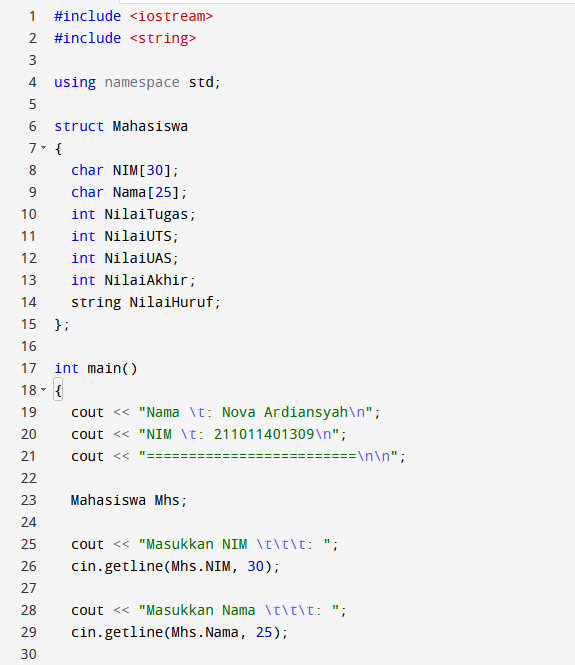 1 #include <iostream>
2 #include <string>
3
4 using namespace std;
5
6 struct Mahasiswa
7 {
8   char NIM[30];
9   char Nama[25];
10   int NilaiTugas;
11   int NilaiUTS;
12   int NilaiUAS;
13   int NilaiAkhir;
14   string NilaiHuruf;
15 };
16
17 int main()
18 {
19   cout << "Nama \t: Nova Ardiansyah\n";
20   cout << "NIM \t: 211011401309\n";
21   cout << "=========================\n\n";
22
23   Mahasiswa Mhs;
24
25   cout << "Masukkan NIM \t\t\t: ";
26   cin.getline(Mhs.NIM, 30);
27
28   cout << "Masukkan Nama \t\t\t: ";
29   cin.getline(Mhs.Nama, 25);
30